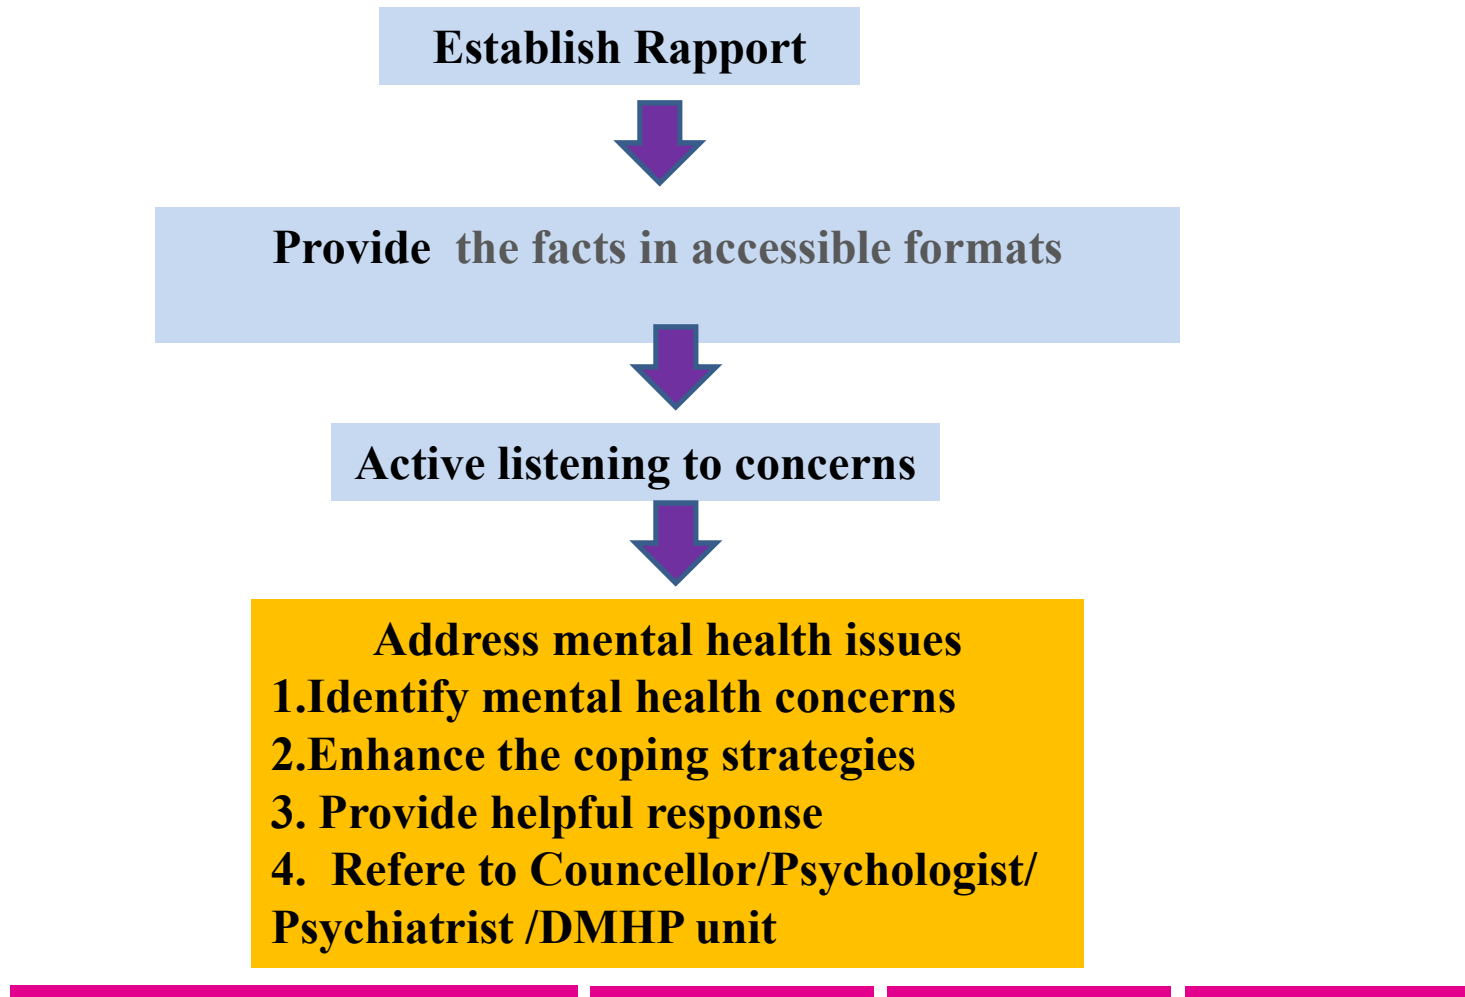 Establish Rapport
Provide  the facts in accessible formats
Active listening to concerns
Address mental health issues
1.Identify mental health concerns
2.Enhance the coping strategies
3. Provide helpful response
4.  Refere to Councellor/Psychologist/
Psychiatrist /DMHP unit